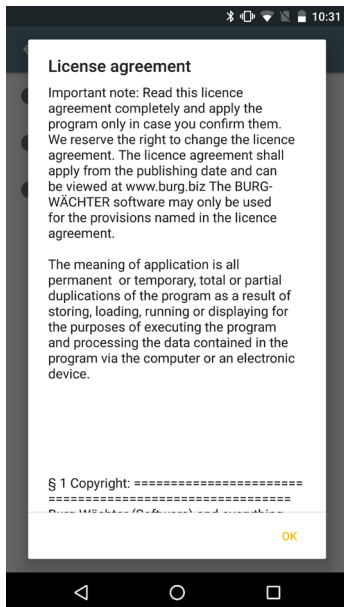 10:31
License agreement
Important note: Read this licence
agreement completely and apply the
program only in case you confirm them.
We reserve the right to change the licence
agreement. The licence agreement shall
apply from the publishing date and can
be viewed at www.burg.biz The BURG-
WÄCHTER software may only be used
for the provisions named in the licence
agreement.
The meaning of application is all
permanent  or temporary, total or partial
duplications of the program as a result of
storing, loading, running or displaying for
the purposes of executing the program
and processing the data contained in the
program via the computer or an electronic
device.
§ 1 Copyright: =======================
=================================
Burg-Wächter (Software) and everything
OK